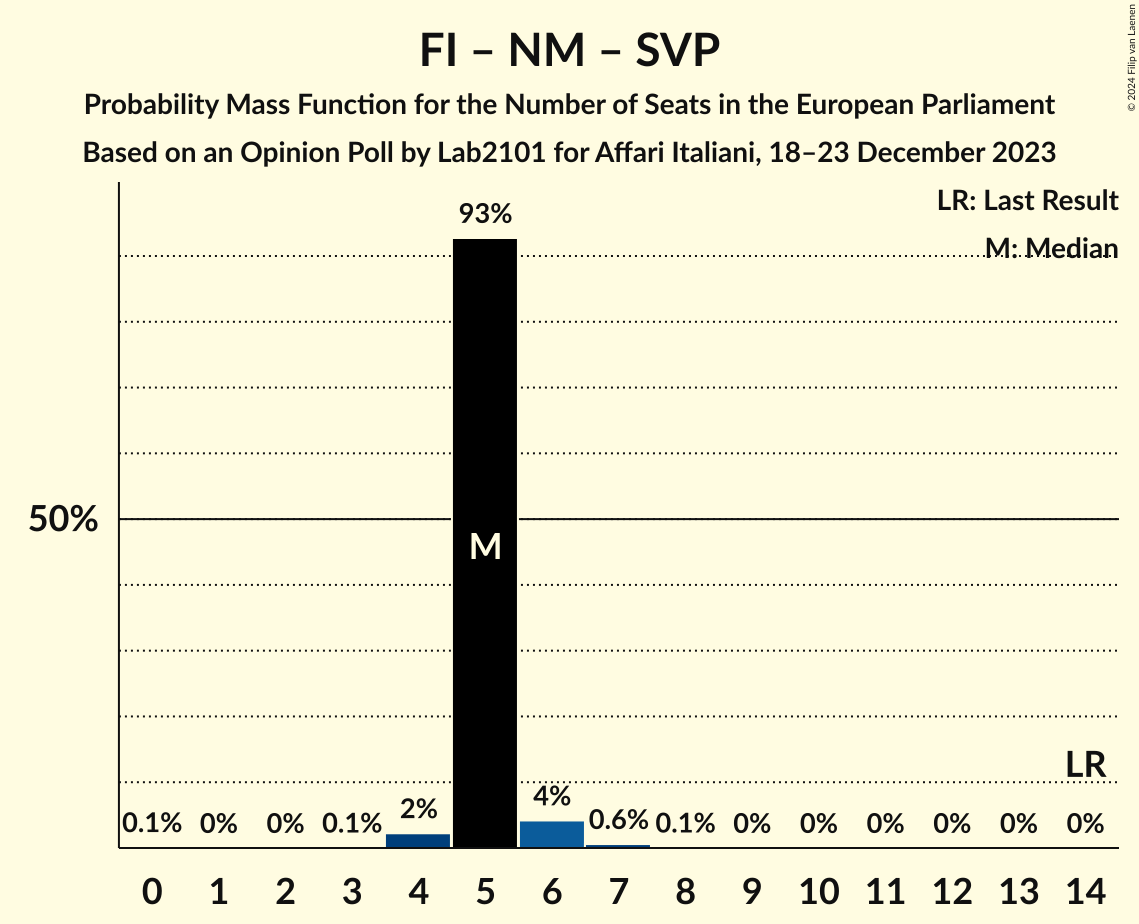 FI – NM – SVP
Probability Mass Function for the Number of Seats in the European Parliament
Based on an Opinion Poll by Lab2101 for Affari Italiani, 18–23 December 2023
© 2024 Filip van Laenen
LR: Last Result
M: Median
93%
50%
M
LR
0.1% 0% 0% 0.1% 2% 4% 0.6% 0.1% 0% 0% 0% 0% 0% 0%
0 1 2 3 4 5 6 7 8 9 10 11 12 13 14